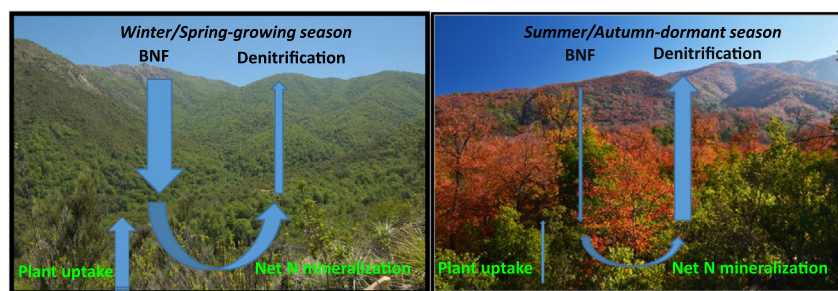 Winter/Spring-growing season
BNF
Denitrification
Plant uptake
Net N mineralization
Summer/Autumn-dormant season
BNF
Denitrification
Plant uptake
Net N mineralization